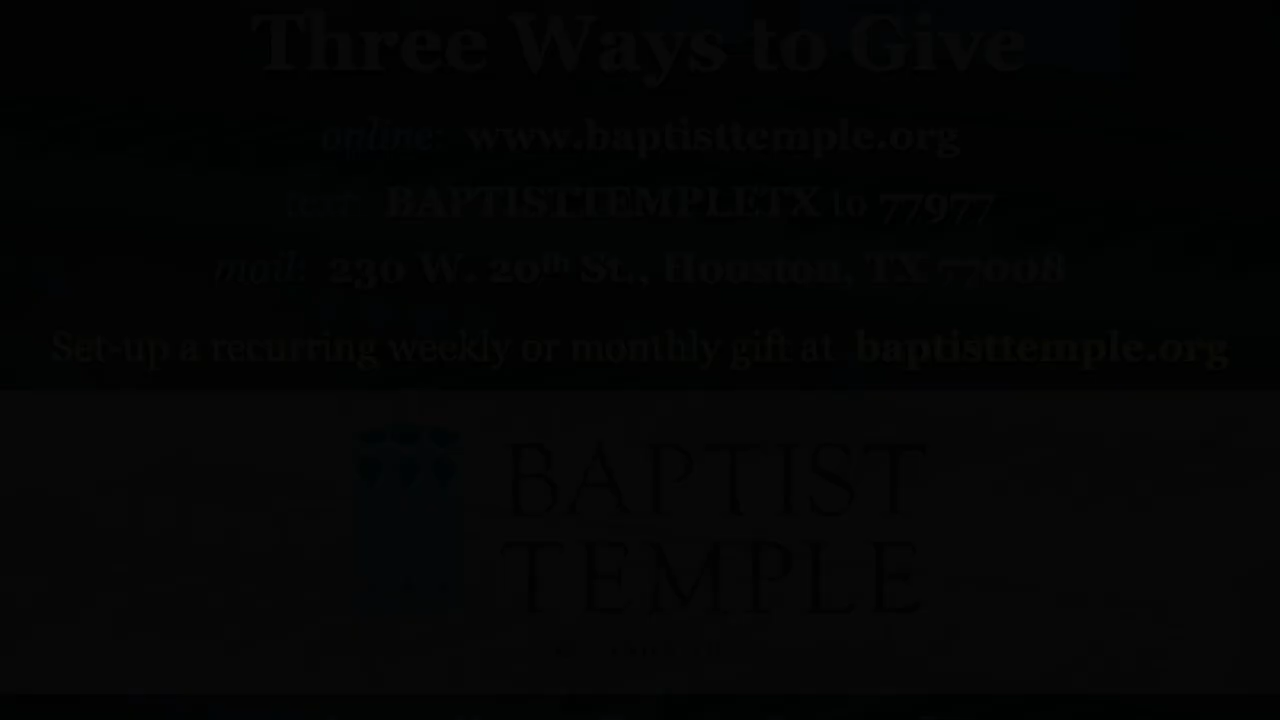 Three Ways to Give
online: www.baptisttemple.org
text: BAPTISTTEMPLETX to 77977
mail: 230 W. 20th St., Houston, TX 77008
Set-up a recurring weekly or monthly gift at baptisttemple.org
BAPTIST
TEMPLE